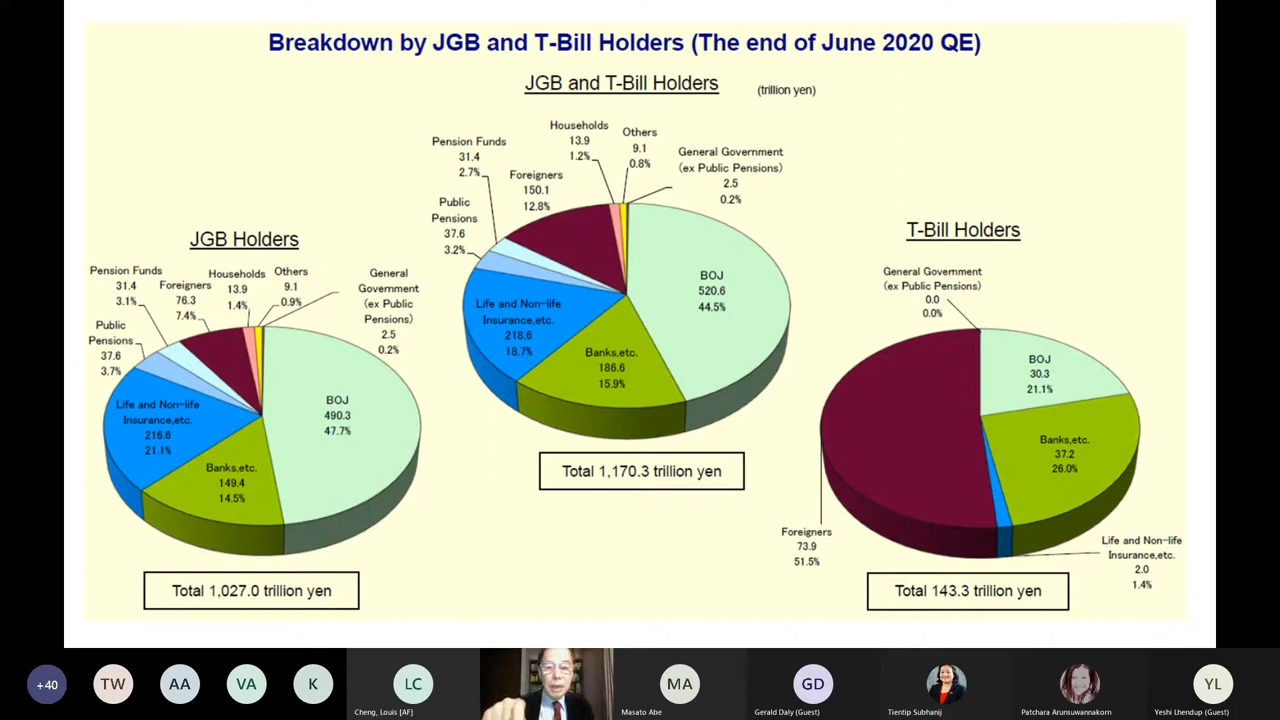 Breakdown by JGB and T-Bill Holders (The end of June 2020 QE)
JGB and T-Bill Holders
(trillion yen)
Households
13.9
1.2%
Others
9.1
0.8%
Pension Funds
31.4
2.7%
General Government
(ex Public Pensions)
2.5
0.2%
Foreigners
150.1
12.8%
Public
Pensions
37.6
3.2%
BOJ
520.6
44.5%
Life and Non-life
Insurance,etc.
218.6
18.7%
Banks,etc.
186.6
15.9%
Total 1,170.3 trillion yen
JGB Holders
Pension Funds
31.4
3.1%
Foreigners
76.3
7.4%
Households
13.9
1.4%
Others
9.1
0.9%
General
Government
(ex Public
Pensions)
2.5
0.2%
Public
Pensions
37.6
3.7%
BOJ
490.3
47.7%
Life and Non-life
Insurance,etc.
216.6
21.1%
Banks,etc.
149.4
14.5%
Total 1,027.0 trillion yen
T-Bill Holders
General Government
(ex Public Pensions)
0.0
0.0%
BOJ
30.3
21.1%
Banks,etc.
37.2
26.0%
Foreigners
73.9
51.5%
Life and Non-life
Insurance,etc.
2.0
1.4%
Total 143.3 trillion yen
+40
TW
AA
VA
K
LC
Cheng, Louis [AF]
MA
Masato Abe
GD
Gerald Daly (Guest)
Tientip Subhanij
Patchara Arunsuwannakorn
YL
Yeshi Lhendup (Guest)